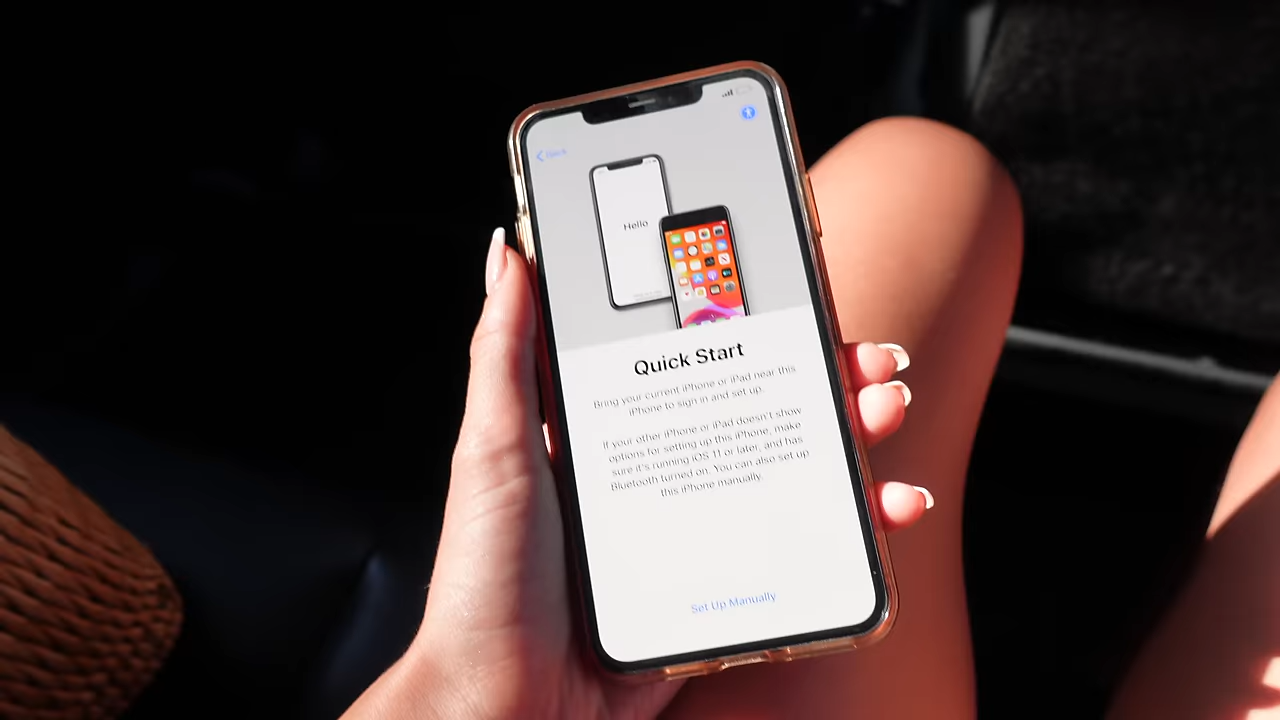 Back
Hello
Quick Start
Bring your current iPhone or iPad near this
iPhone to sign in and set up.
If your other iPhone or iPad doesn't show
options for setting up this iPhone, make
sure it's running iOS 11 or later, and has
Bluetooth turned on. You can also set up
this iPhone manually.
Set Up Manually